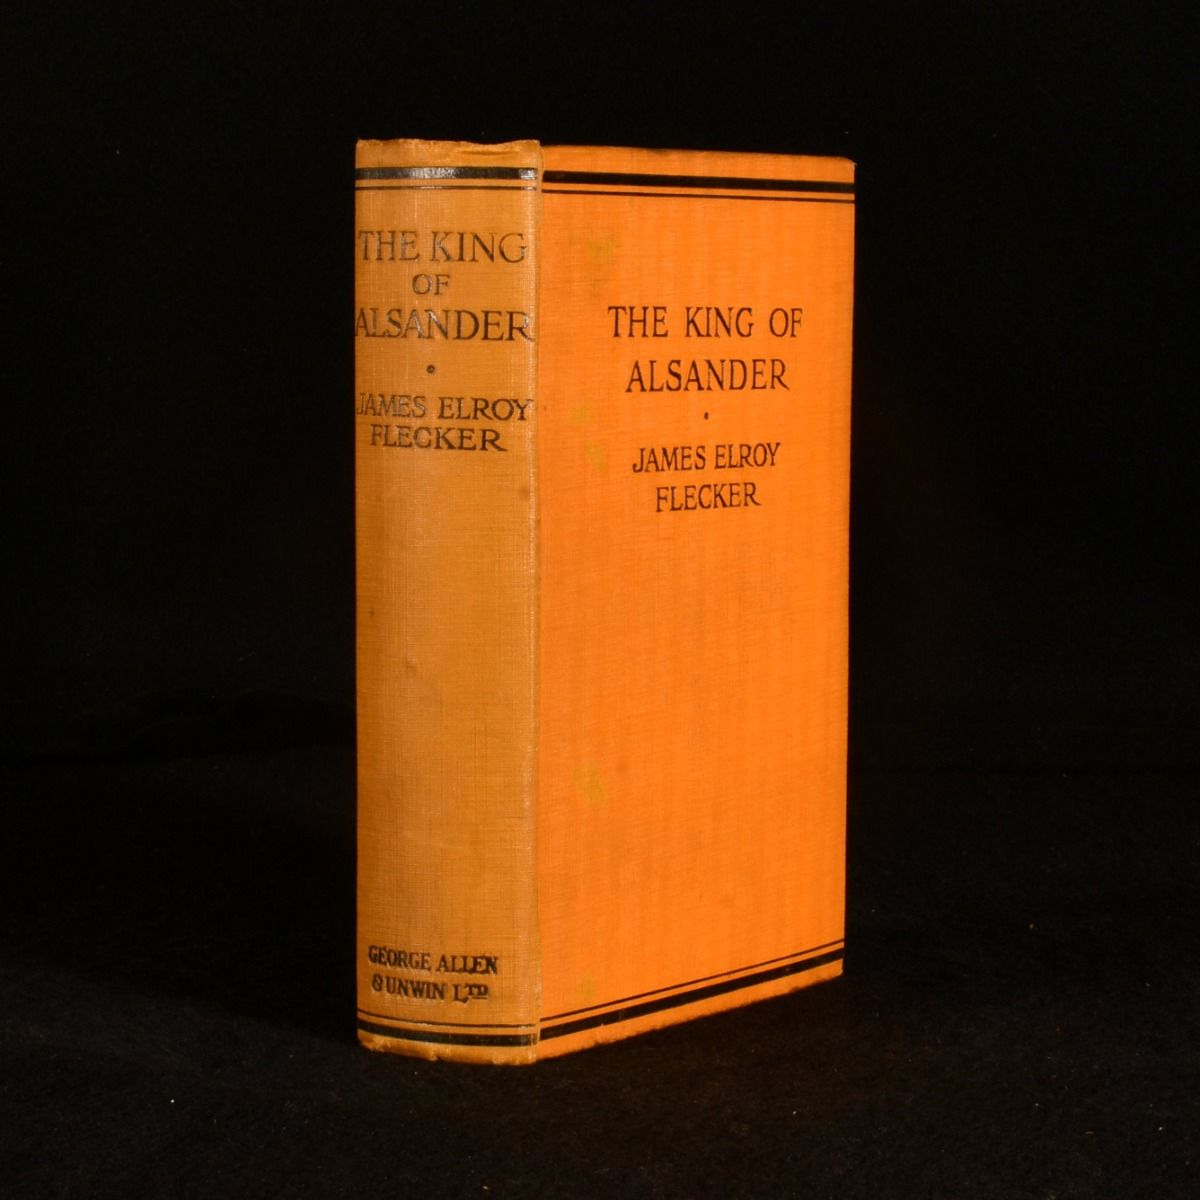 THE KING
OF
ALSANDER
JAMES ELROY
FLECKER
GEORGE ALLEN
& UNWIN LTD
THE KING OF
ALSANDER
JAMES ELROY
FLECKER